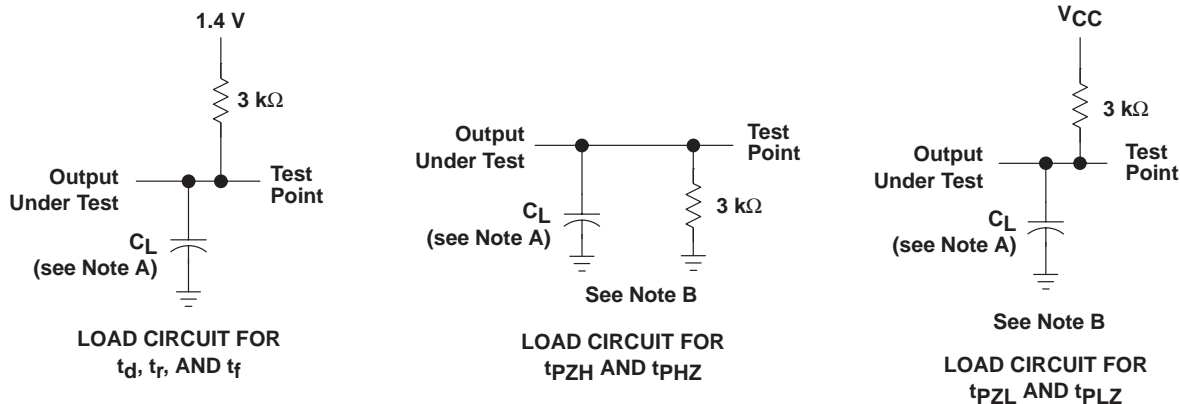 1.4 V
3 kΩ
Output
Under Test
Test
Point
CL
(see Note A)
LOAD CIRCUIT FOR
td, tr, AND tf
Output
Under Test
Test
Point
3 kΩ
CL
(see Note A)
See Note B
LOAD CIRCUIT FOR
tPZH AND tPHZ
VCC
3 kΩ
Output
Under Test
Test
Point
CL
(see Note A)
See Note B
LOAD CIRCUIT FOR
tPZL AND tPLZ